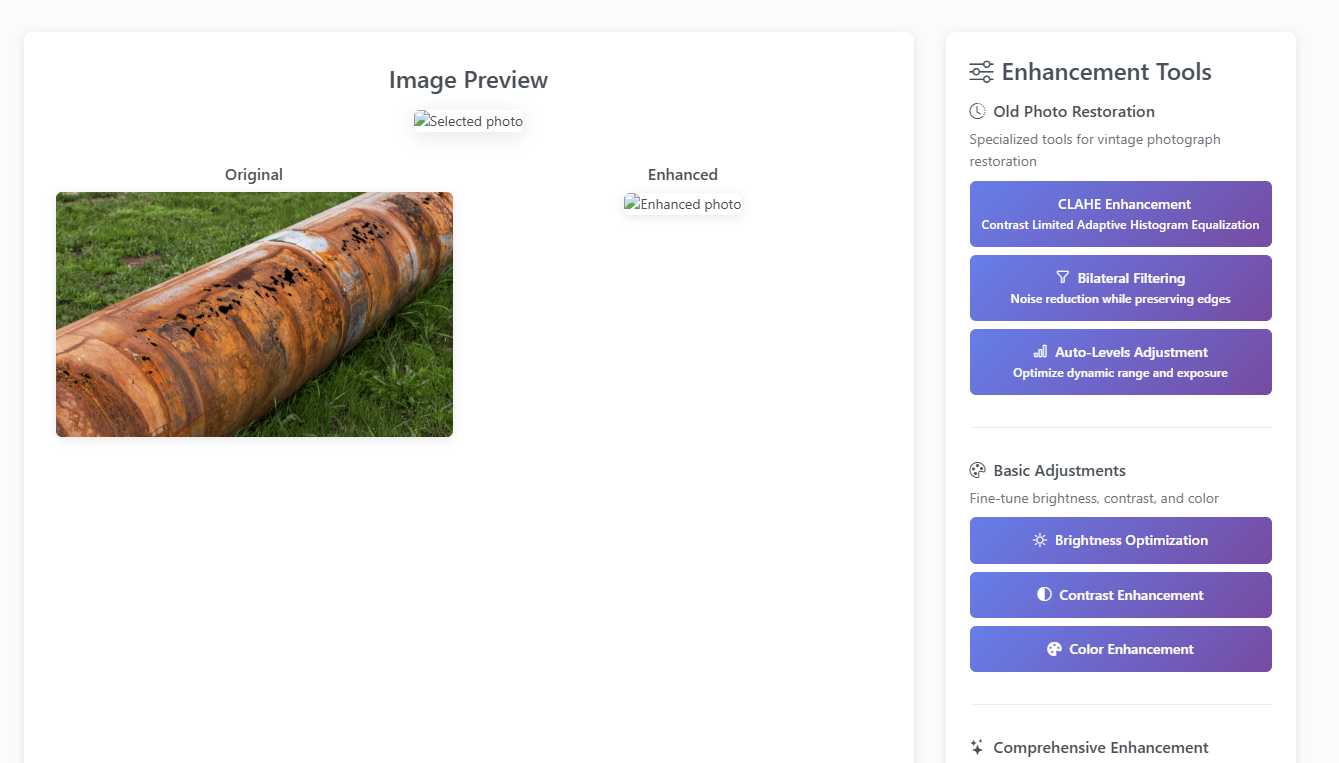 Image Preview
Selected photo
Original
Enhanced
Enhanced photo
Enhancement Tools
Old Photo Restoration
Specialized tools for vintage photograph
restoration
CLAHE Enhancement
Contrast Limited Adaptive Histogram Equalization
Bilateral Filtering
Noise reduction while preserving edges
Auto-Levels Adjustment
Optimize dynamic range and exposure
Basic Adjustments
Fine-tune brightness, contrast, and color
Brightness Optimization
Contrast Enhancement
Color Enhancement
Comprehensive Enhancement